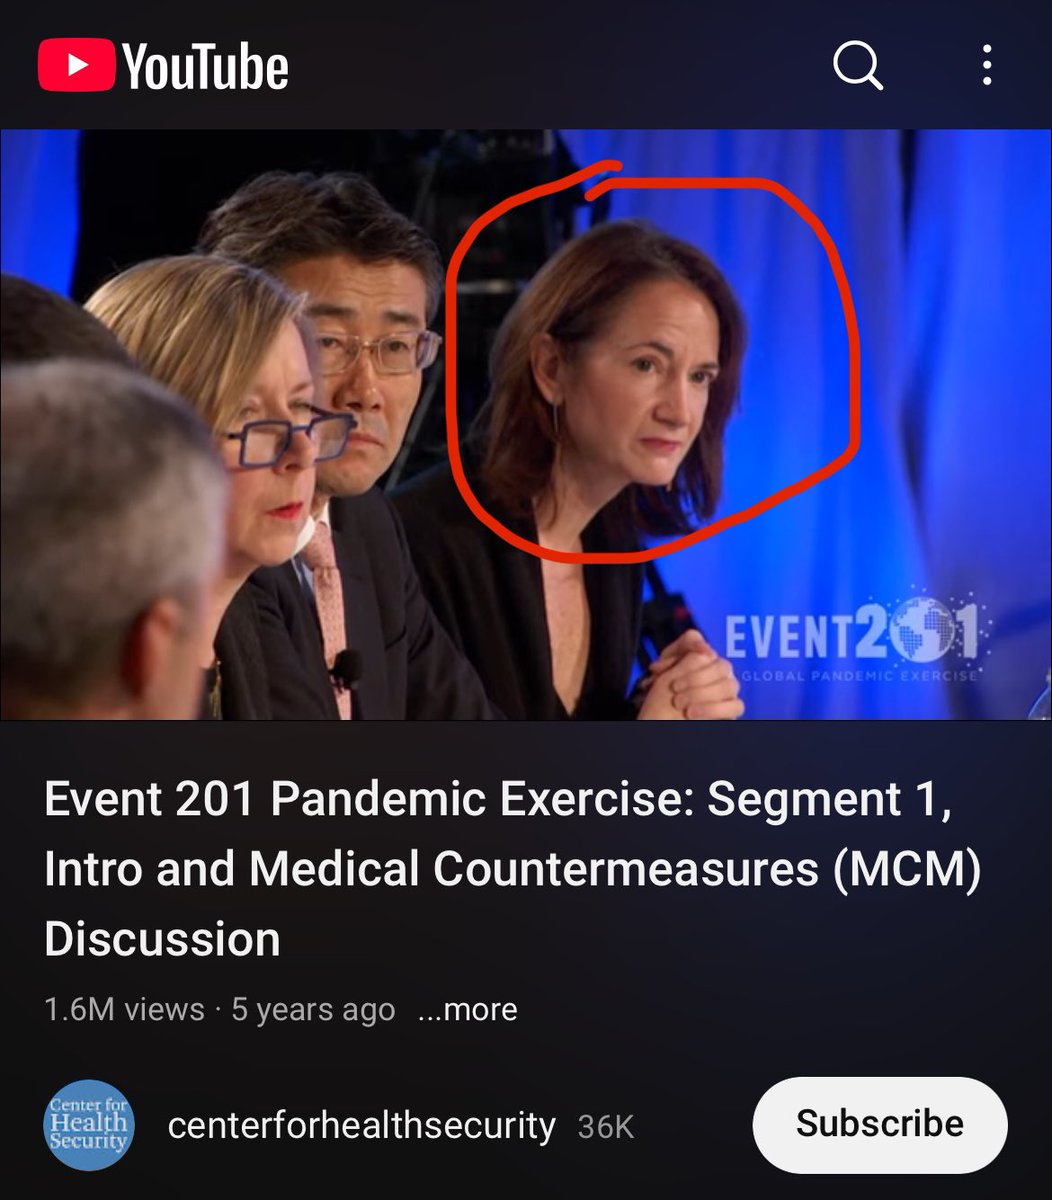 YouTube
EVENT201
GLOBAL PANDEMIC EXERCISE
Event 201 Pandemic Exercise: Segment 1,
Intro and Medical Countermeasures (MCM)
Discussion
1.6M views · 5 years ago ...more
Center for
Health
Security
centerforhealthsecurity 36K
Subscribe